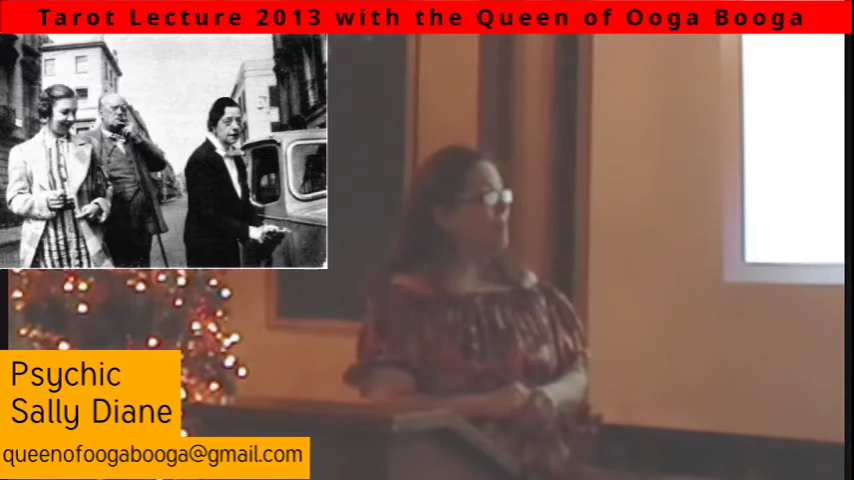 Tarot Lecture 2013 with the Queen of Ooga Booga
Psychic
Sally Diane
queenofoogabooga@gmail.com